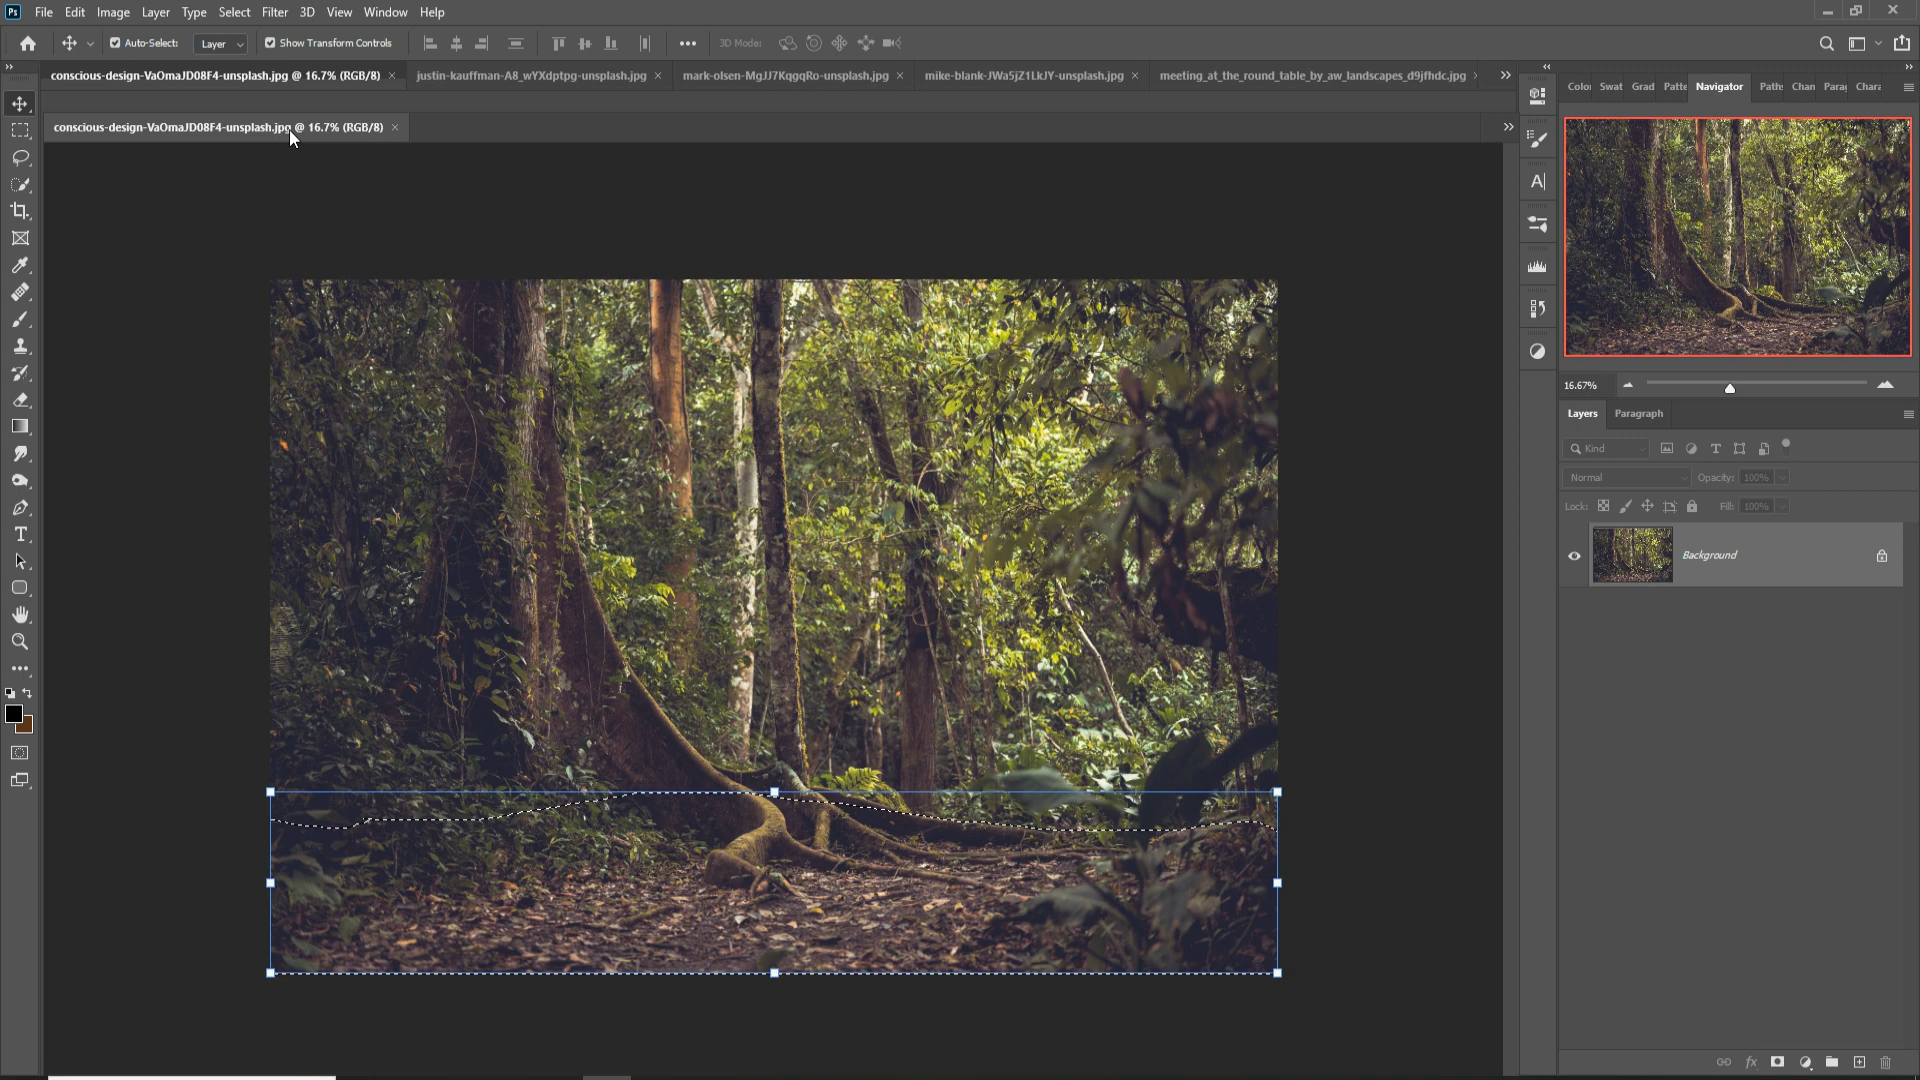 Ps File Edit Image Layer Type Select Filter 3D View Window Help
Auto-Select: Layer Show Transform Controls 3D Mode:
conscious-design-VaOmaJD08F4-unsplash.jpg @ 16.7% (RGB/8) × justin-kauffman-A8_wYXdptpg-unsplash.jpg × mark-olsen-MgJJ7KqgqRo-unsplash.jpg × mike-blank-JWa5jZ1LkJY-unsplash.jpg × meeting_at_the_round_table_by_aw_landscapes_d9jfhdc.jpg
Colo Swat Grad Patte Navigator Paths Chan Para Chara
conscious-design-VaOmaJD08F4-unsplash.jpg @ 16.7% (RGB/8) ×
16.67%
Layers Paragraph
Kind
Normal Opacity: 100%
Lock: Fill: 100%
Background